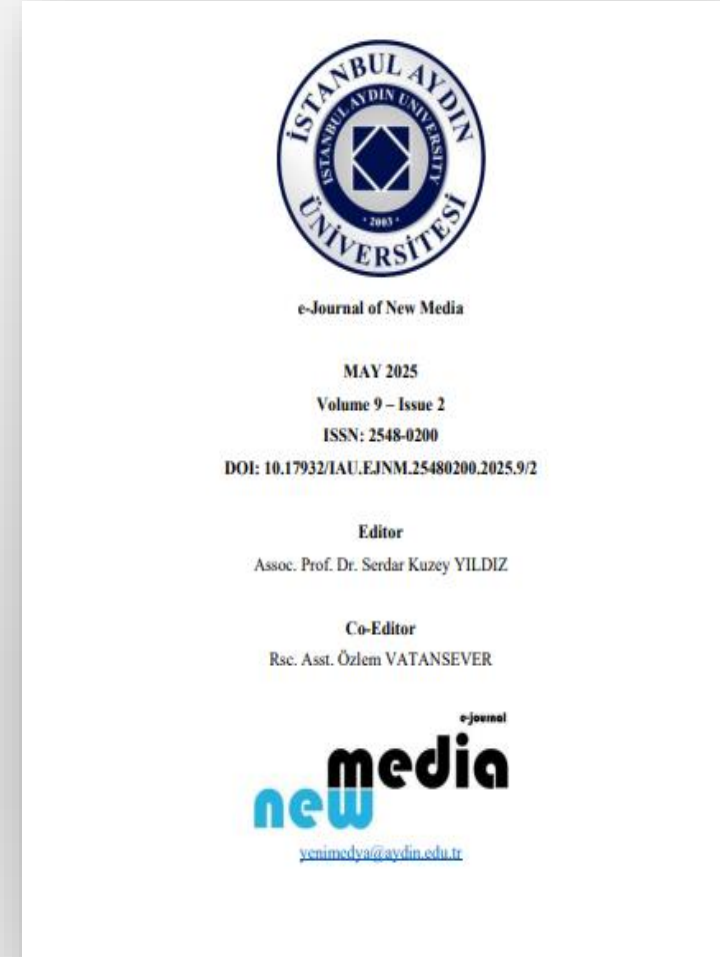 İSTANBUL AYDIN
ÜNİVERSİTESİ
ISTANBUL AYDIN UNIVERSITY
· 2003 ·
e-Journal of New Media
MAY 2025
Volume 9 – Issue 2
ISSN: 2548-0200
DOI: 10.17932/IAU.EJNM.25480200.2025.9/2
Editor
Assoc. Prof. Dr. Serdar Kuzey YILDIZ
Co-Editor
Rsc. Asst. Özlem VATANSEVER
e-journal
media
new
yenimedya@aydin.edu.tr